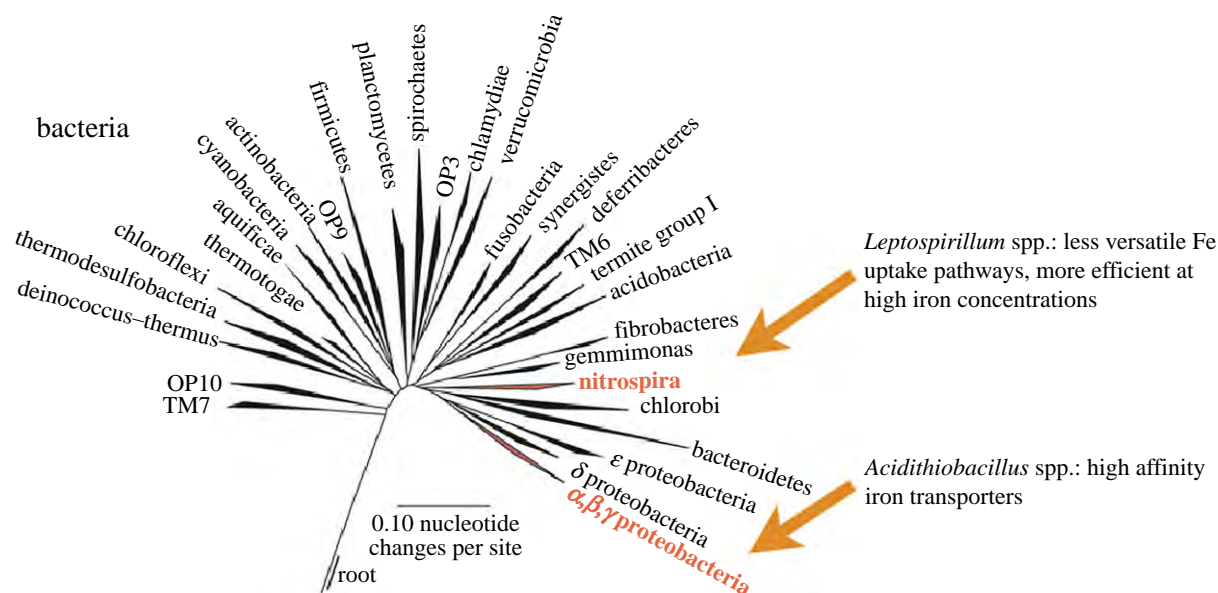 bacteria
deinococcus–thermus
thermodesulfobacteria
chloroflexi
thermotogae
aquificae
cyanobacteria
actinobacteria
OP9
firmicutes
planctomycetes
spirochaetes
OP3
chlamydiae
verrucomicrobia
fusobacteria
synergistes
deferribacteres
TM6
termite group I
acidobacteria
fibrobacteres
gemmimonas
nitrospira
chlorobi
bacteroidetes
ε proteobacteria
δ proteobacteria
α,β,γ proteobacteria
OP10
TM7
0.10 nucleotide
changes per site
root
Leptospirillum spp.: less versatile Fe
uptake pathways, more efficient at
high iron concentrations
Acidithiobacillus spp.: high affinity
iron transporters